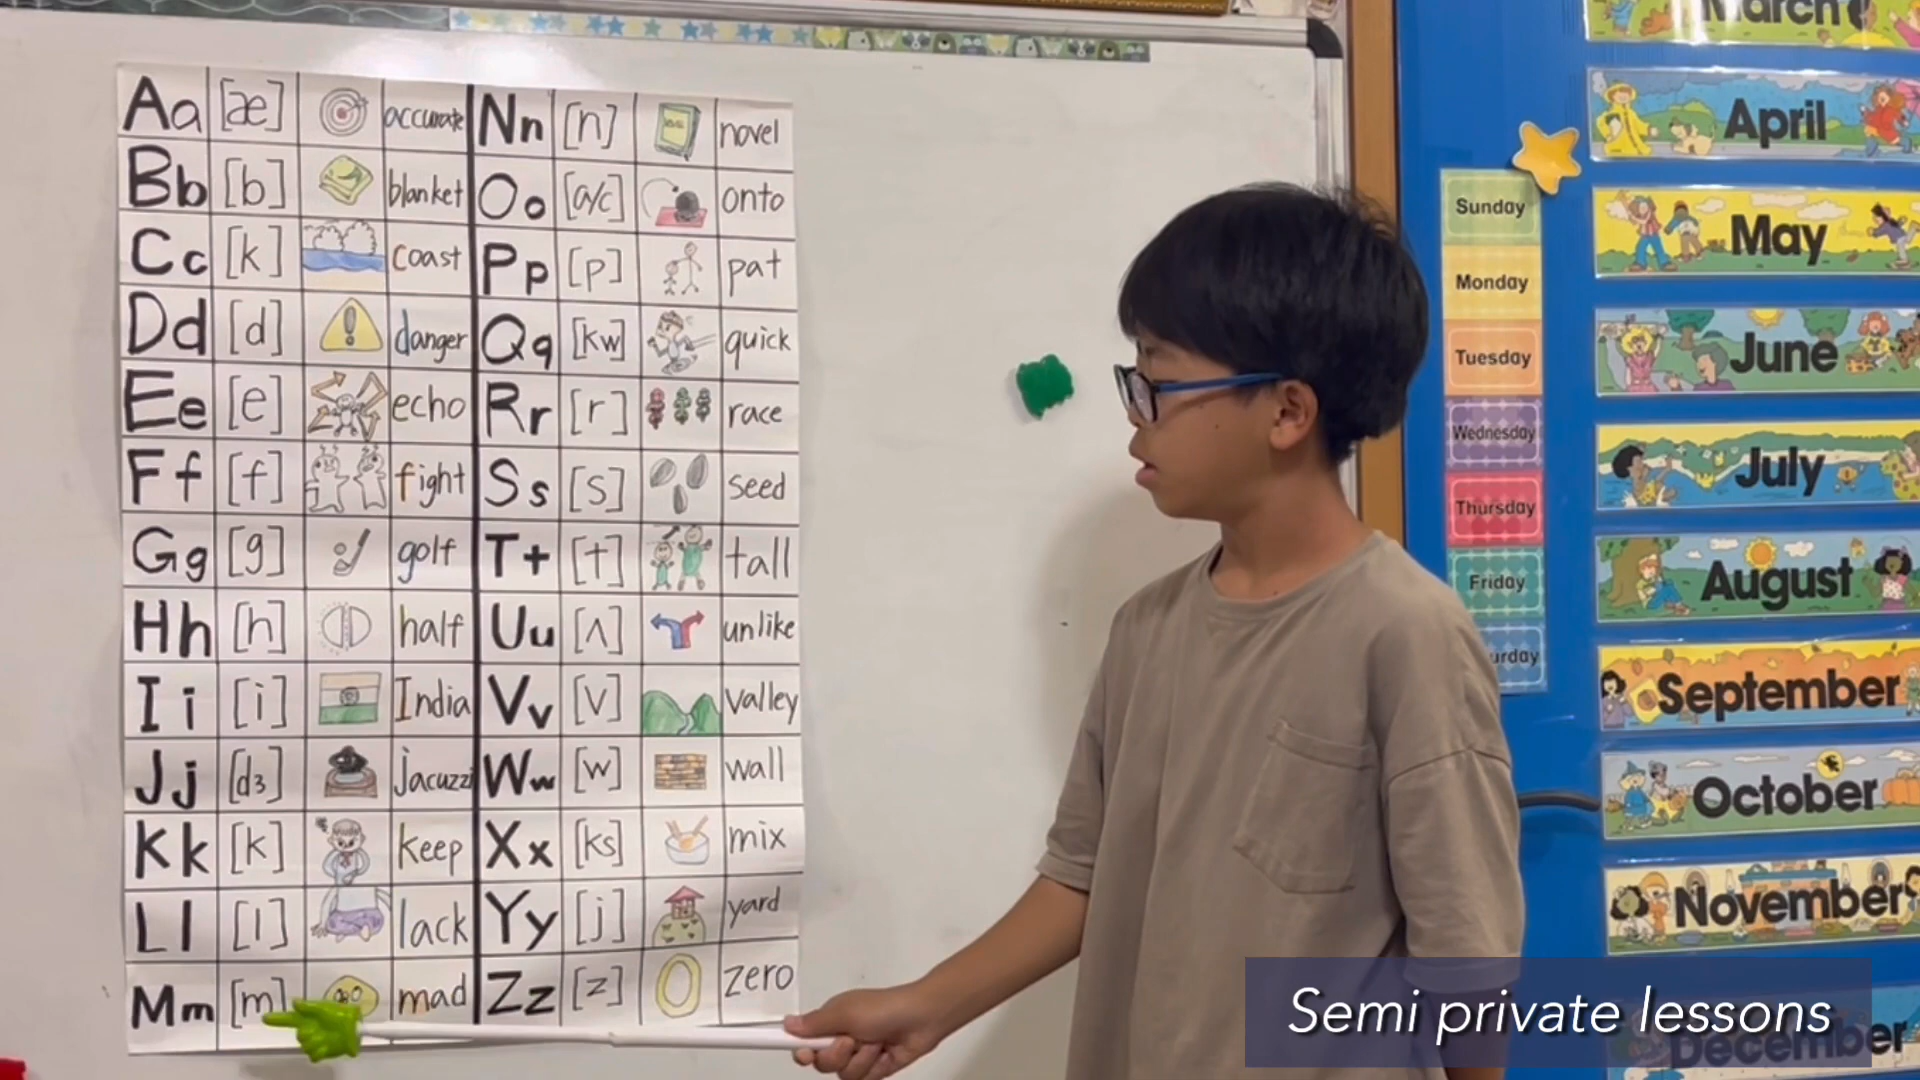 Aa [æ] accurate Nn [n] novel
Bb [b] blanket Oo [a/c] onto
Cc [k] coast Pp [p] pat
Dd [d] danger Qq [kw] quick
Ee [e] echo Rr [r] race
Ff [f] fight Ss [s] seed
Gg [g] golf Tt [t] tall
Hh [h] half Uu [ʌ] unlike
Ii [i] India Vv [v] valley
Jj [dʒ] jacuzzi Ww [w] wall
Kk [k] keep Xx [ks] mix
Ll [l] lack Yy [j] yard
Mm [m] mad Zz [z] zero
Sunday
Monday
Tuesday
Wednesday
Thursday
Friday
urday
March
April
May
June
July
August
September
October
November
December
Semi private lessons